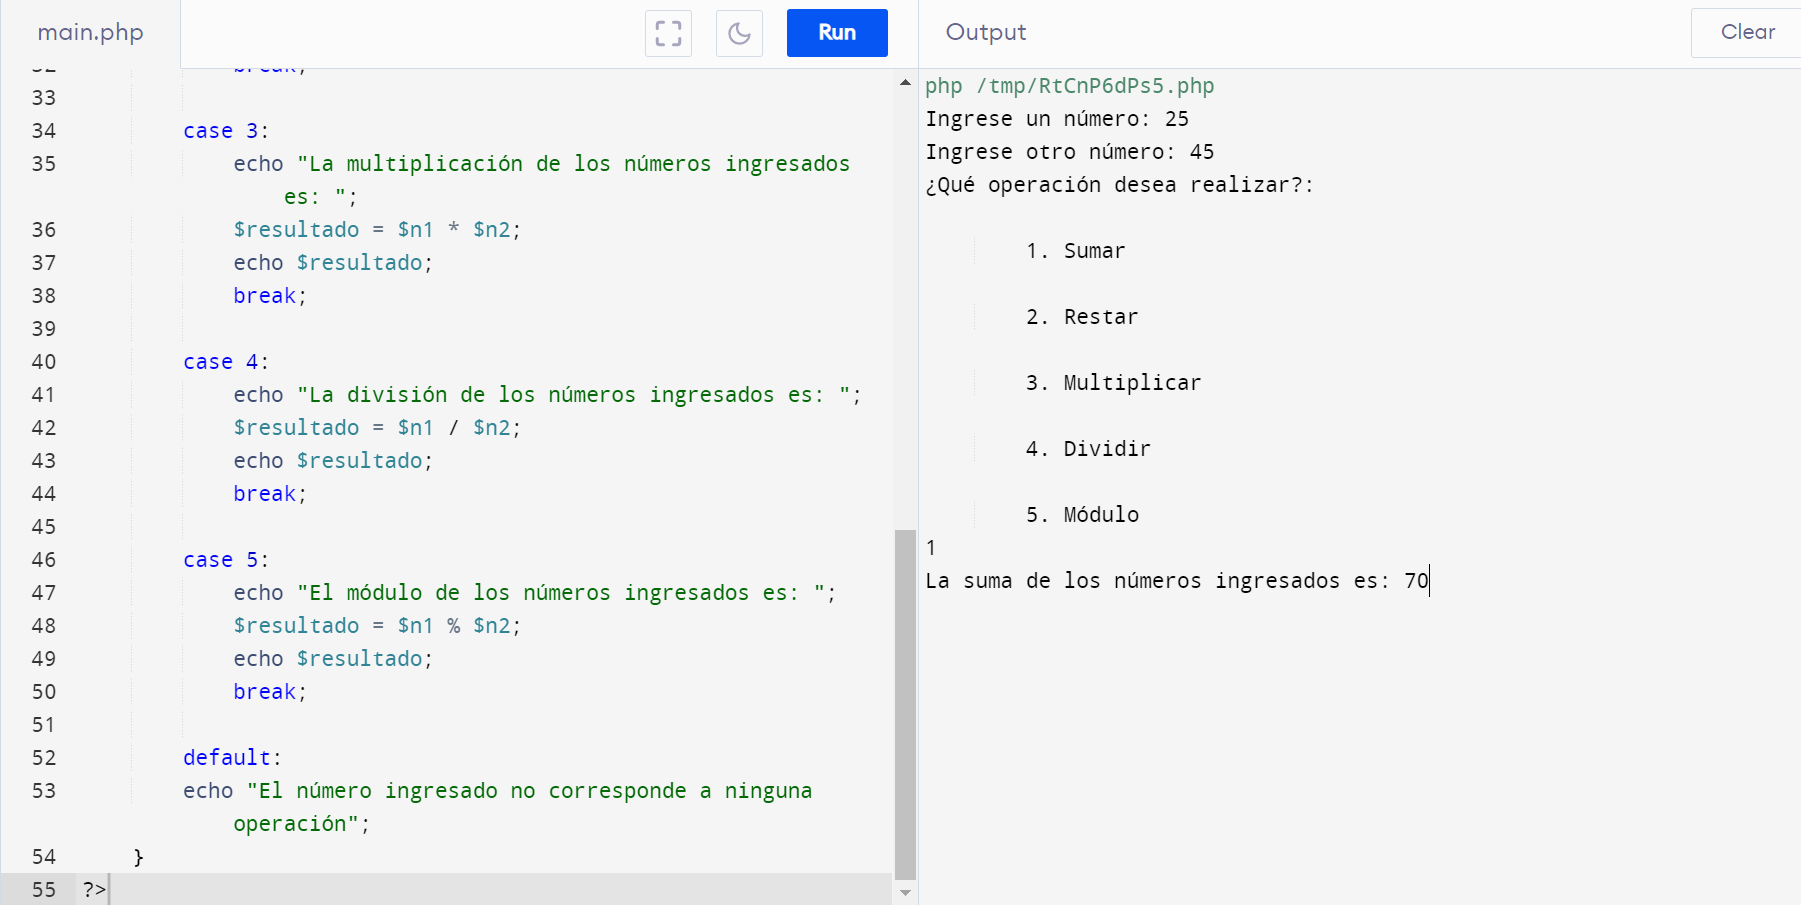 main.php
Run
Output
Clear
32 break;
33
34 case 3:
35 echo "La multiplicación de los números ingresados
es: ";
36 $resultado = $n1 * $n2;
37 echo $resultado;
38 break;
39
40 case 4:
41 echo "La división de los números ingresados es: ";
42 $resultado = $n1 / $n2;
43 echo $resultado;
44 break;
45
46 case 5:
47 echo "El módulo de los números ingresados es: ";
48 $resultado = $n1 % $n2;
49 echo $resultado;
50 break;
51
52 default:
53 echo "El número ingresado no corresponde a ninguna
operación";
54 }
55 ?>
php /tmp/RtCnP6dPs5.php
Ingrese un número: 25
Ingrese otro número: 45
¿Qué operación desea realizar?:
1. Sumar
2. Restar
3. Multiplicar
4. Dividir
5. Módulo
1
La suma de los números ingresados es: 70